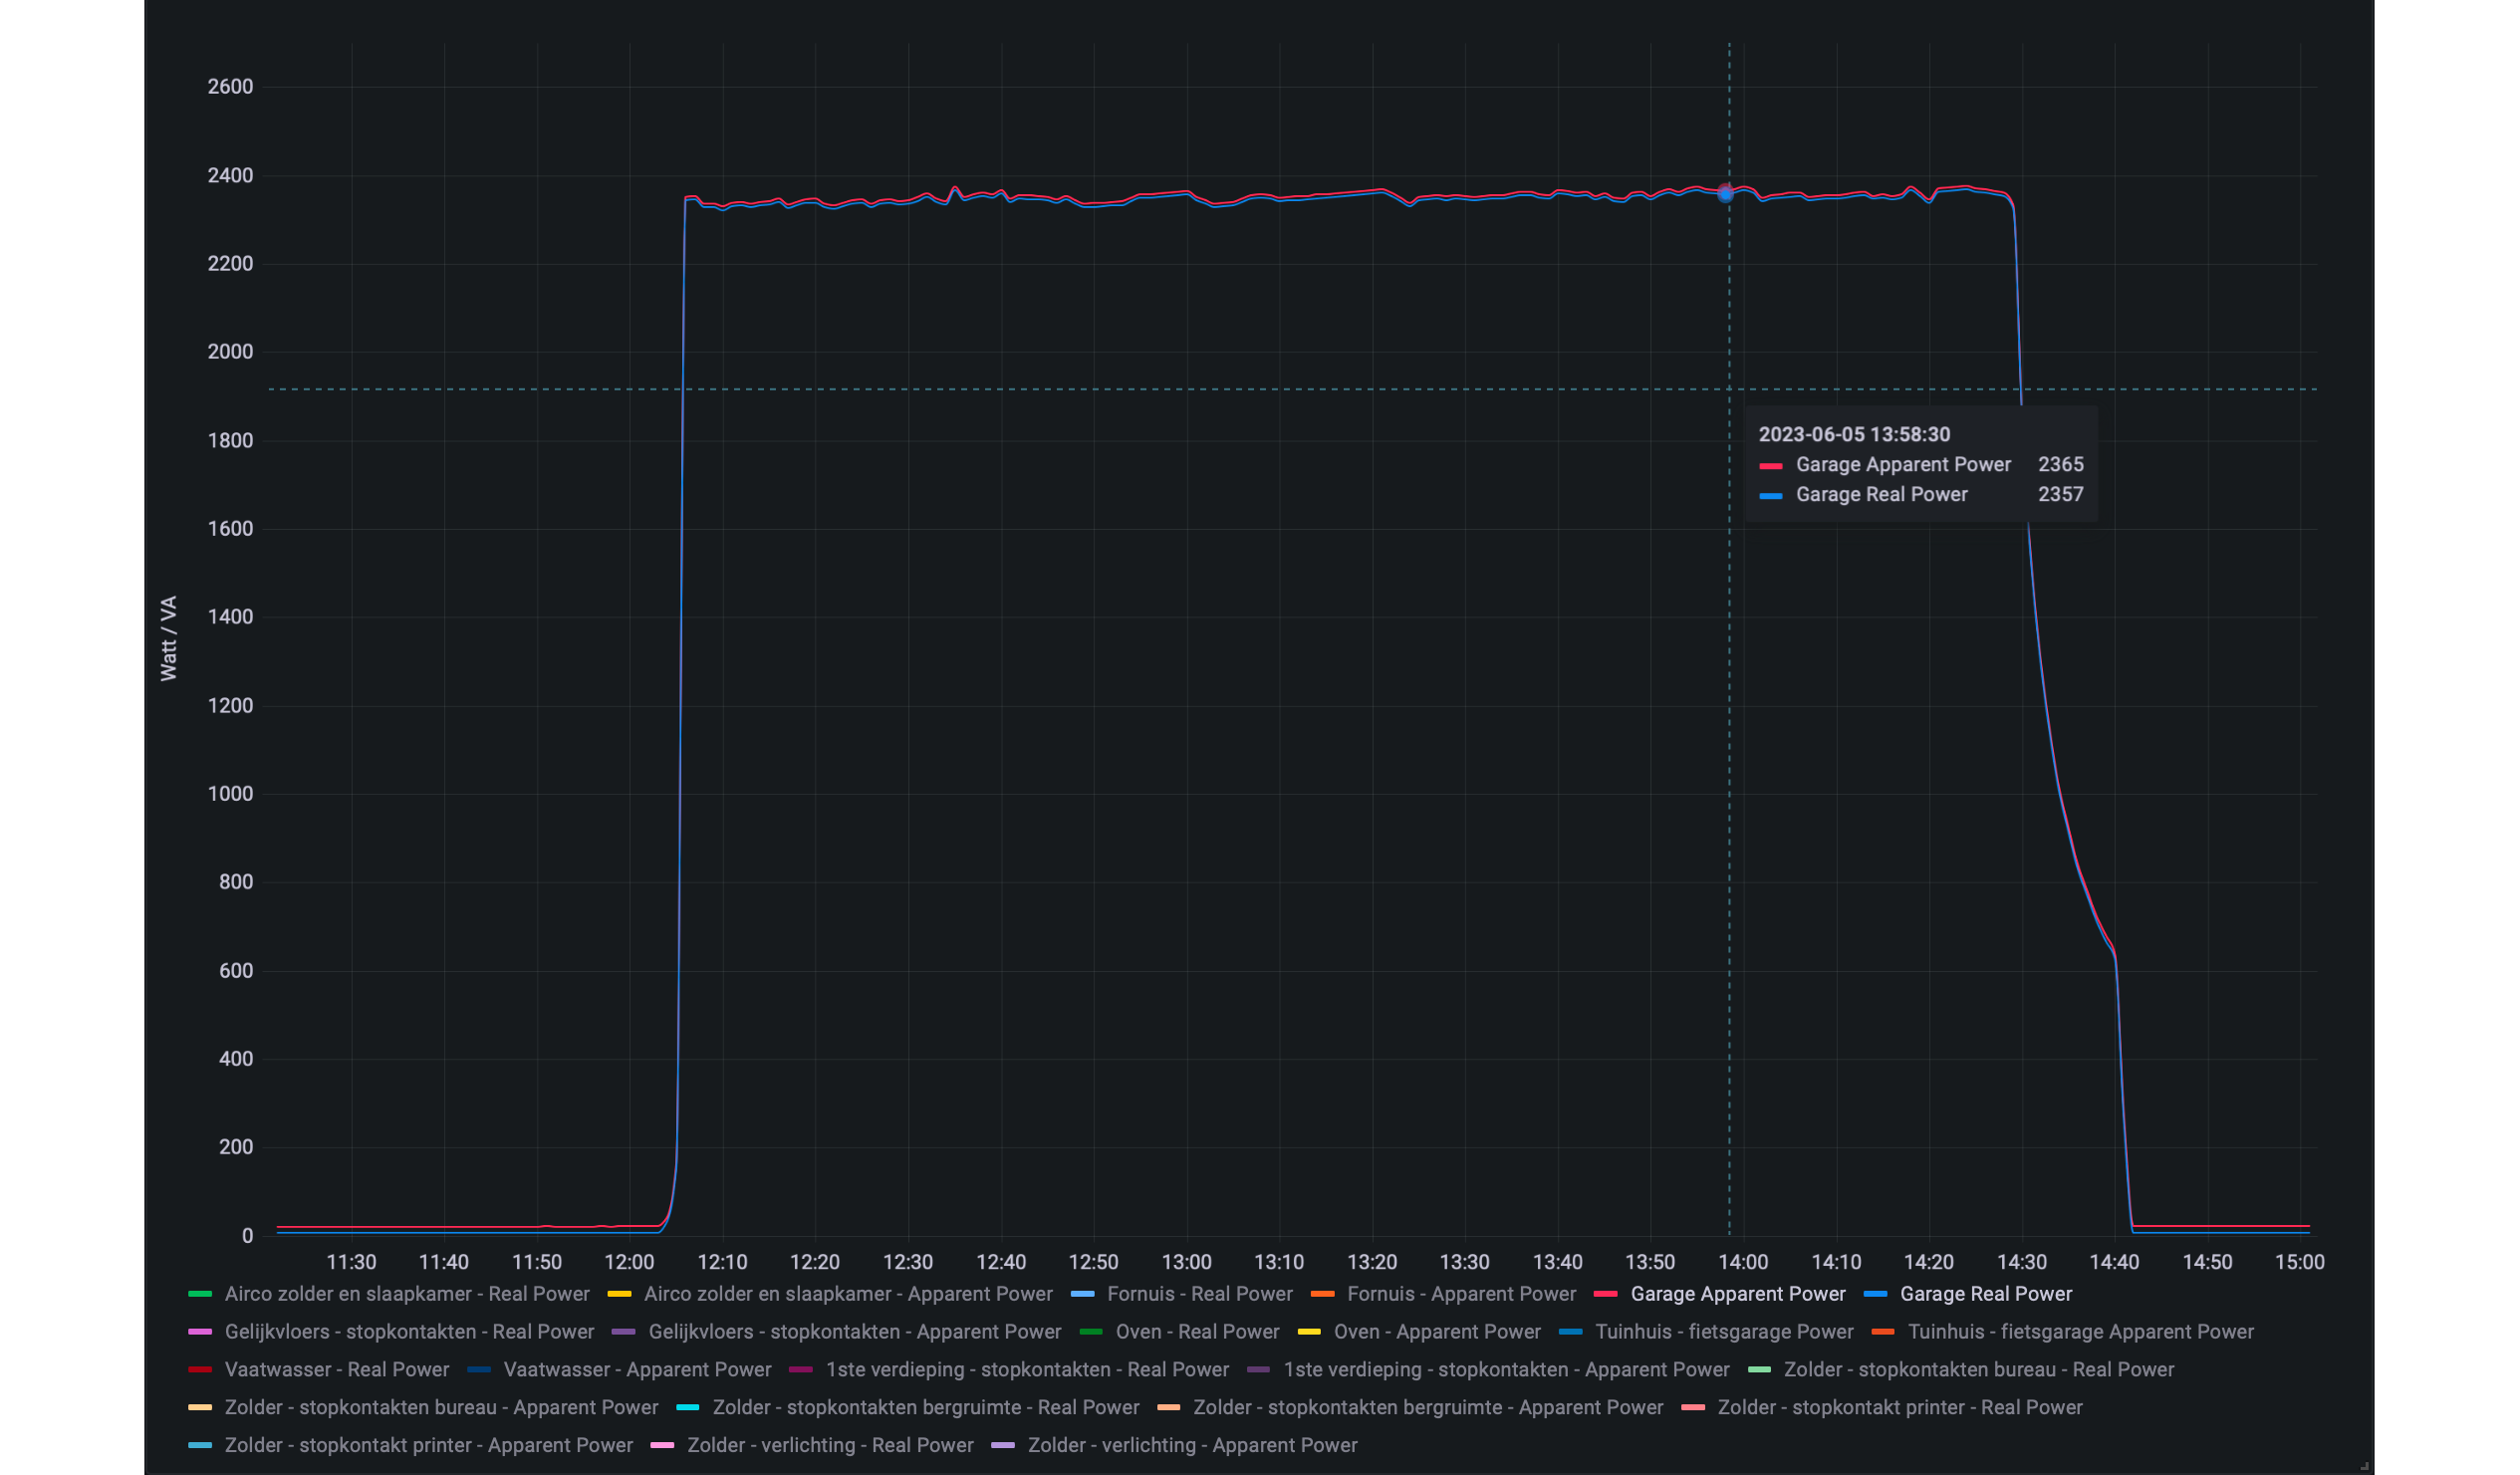 2600
2400
2200
2000
1800
1600
1400
1200
1000
800
600
400
200
0
Watt / VA
2023-06-05 13:58:30
Garage Apparent Power 2365
Garage Real Power 2357
11:30 11:40 11:50 12:00 12:10 12:20 12:30 12:40 12:50 13:00 13:10 13:20 13:30 13:40 13:50 14:00 14:10 14:20 14:30 14:40 14:50 15:00
Airco zolder en slaapkamer - Real Power Airco zolder en slaapkamer - Apparent Power Fornuis - Real Power Fornuis - Apparent Power Garage Apparent Power Garage Real Power
Gelijkvloers - stopkontakten - Real Power Gelijkvloers - stopkontakten - Apparent Power Oven - Real Power Oven - Apparent Power Tuinhuis - fietsgarage Power Tuinhuis - fietsgarage Apparent Power
Vaatwasser - Real Power Vaatwasser - Apparent Power 1ste verdieping - stopkontakten - Real Power 1ste verdieping - stopkontakten - Apparent Power Zolder - stopkontakten bureau - Real Power
Zolder - stopkontakten bureau - Apparent Power Zolder - stopkontakten bergruimte - Real Power Zolder - stopkontakten bergruimte - Apparent Power Zolder - stopkontakt printer - Real Power
Zolder - stopkontakt printer - Apparent Power Zolder - verlichting - Real Power Zolder - verlichting - Apparent Power